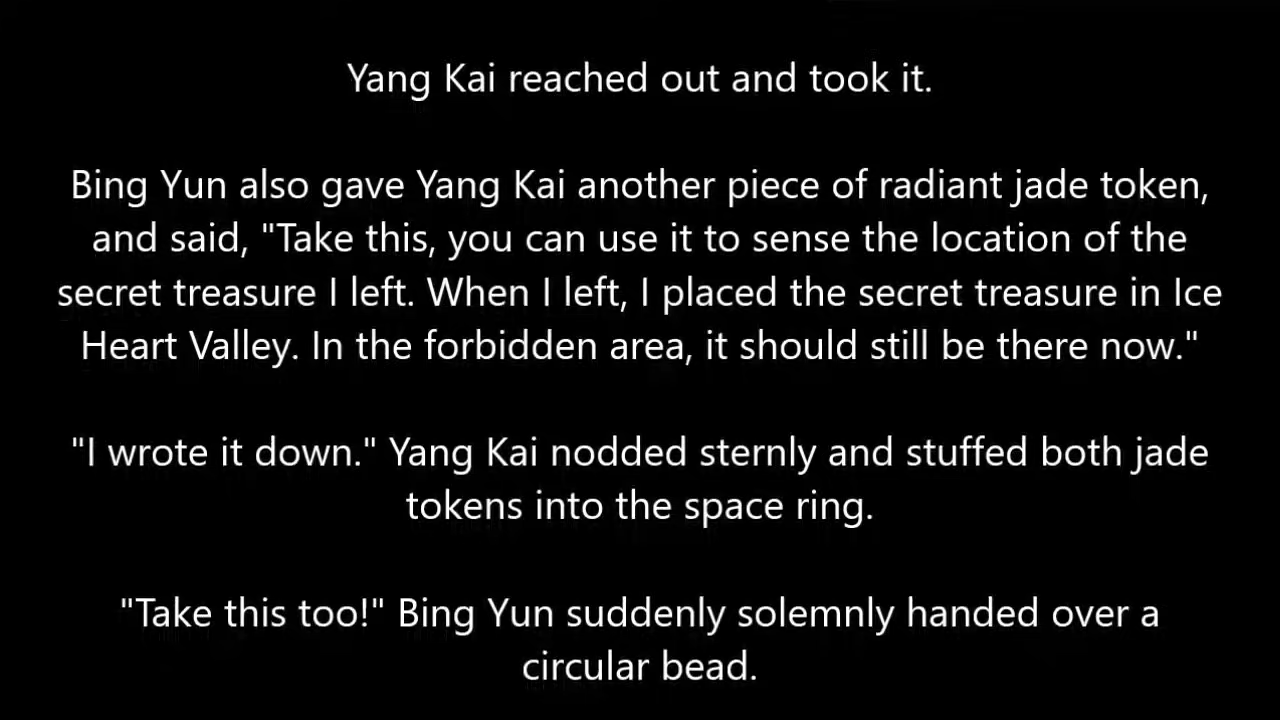 Yang Kai reached out and took it.
Bing Yun also gave Yang Kai another piece of radiant jade token,
and said, "Take this, you can use it to sense the location of the
secret treasure I left. When I left, I placed the secret treasure in Ice
Heart Valley. In the forbidden area, it should still be there now."
"I wrote it down." Yang Kai nodded sternly and stuffed both jade
tokens into the space ring.
"Take this too!" Bing Yun suddenly solemnly handed over a
circular bead.